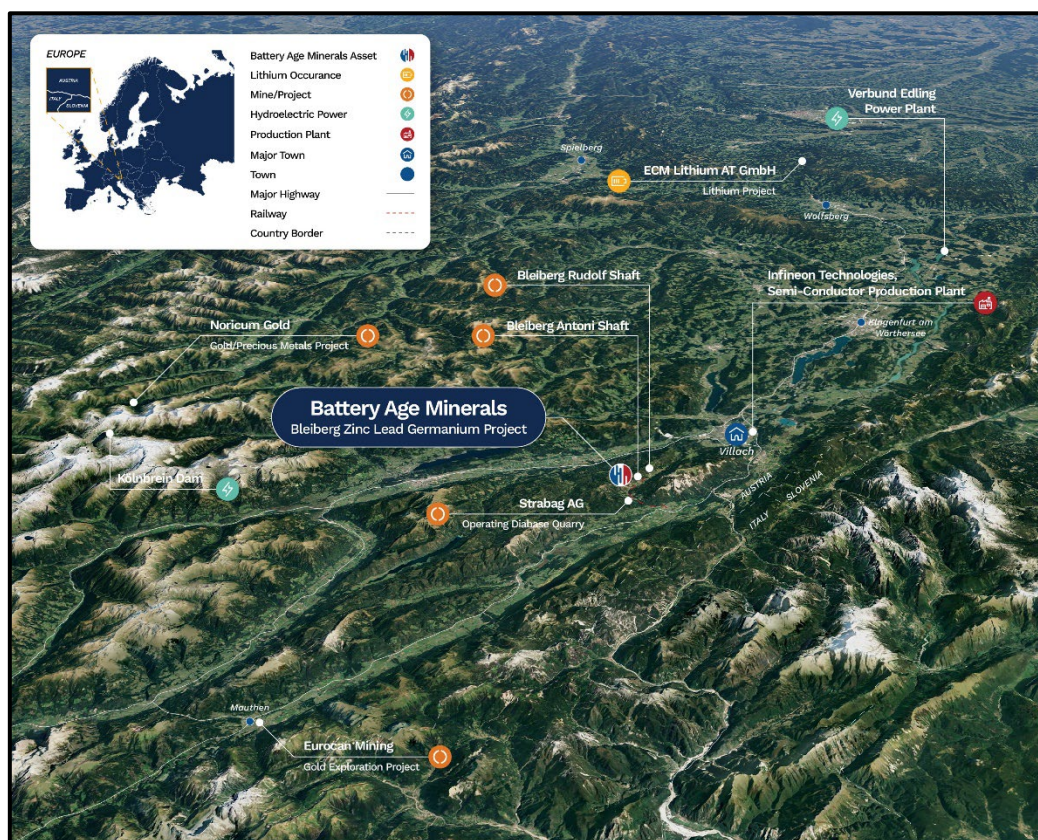 EUROPE
AUSTRIA
ITALY
SLOVENIA
Battery Age Minerals Asset
Lithium Occurance
Mine/Project
Hydroelectric Power
Production Plant
Major Town
Town
Major Highway
Railway
Country Border
Verbund Edling
Power Plant
Spielberg
ECM Lithium AT GmbH
Lithium Project
Wolfsberg
Bleiberg Rudolf Shaft
Infineon Technologies,
Semi-Conductor Production Plant
Noricum Gold
Gold/Precious Metals Project
Bleiberg Antoni Shaft
Klagenfurt am
Wörthersee
Battery Age Minerals
Bleiberg Zinc Lead Germanium Project
Villach
Kölnbrein Dam
AUSTRIA
SLOVENIA
ITALY
Strabag AG
Operating Diabase Quarry
Mauthen
Eurocan Mining
Gold Exploration Project